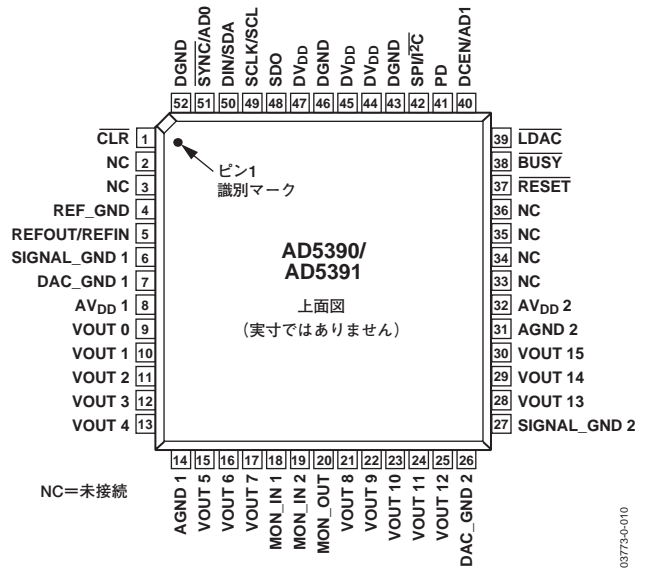 DGND
SYNC/AD0
DIN/SDA
SCLK/SCL
SDO
DVDD
DGND
DVDD
DVDD
DGND
SPI/I2C
PD
DCEN/AD1
52 51 50 49 48 47 46 45 44 43 42 41 40
CLR 1
NC 2
NC 3
REF_GND 4
REFOUT/REFIN 5
SIGNAL_GND 1 6
DAC_GND 1 7
AVDD 1 8
VOUT 0 9
VOUT 1 10
VOUT 2 11
VOUT 3 12
VOUT 4 13
ピン1
識別マーク
AD5390/
AD5391
上面図
（実寸ではありません）
39 LDAC
38 BUSY
37 RESET
36 NC
35 NC
34 NC
33 NC
32 AVDD 2
31 AGND 2
30 VOUT 15
29 VOUT 14
28 VOUT 13
27 SIGNAL_GND 2
14 15 16 17 18 19 20 21 22 23 24 25 26
AGND 1
VOUT 5
VOUT 6
VOUT 7
MON_IN 1
MON_IN 2
MON_OUT
VOUT 8
VOUT 9
VOUT 10
VOUT 11
VOUT 12
DAC_GND 2
NC＝未接続
03773-0-010